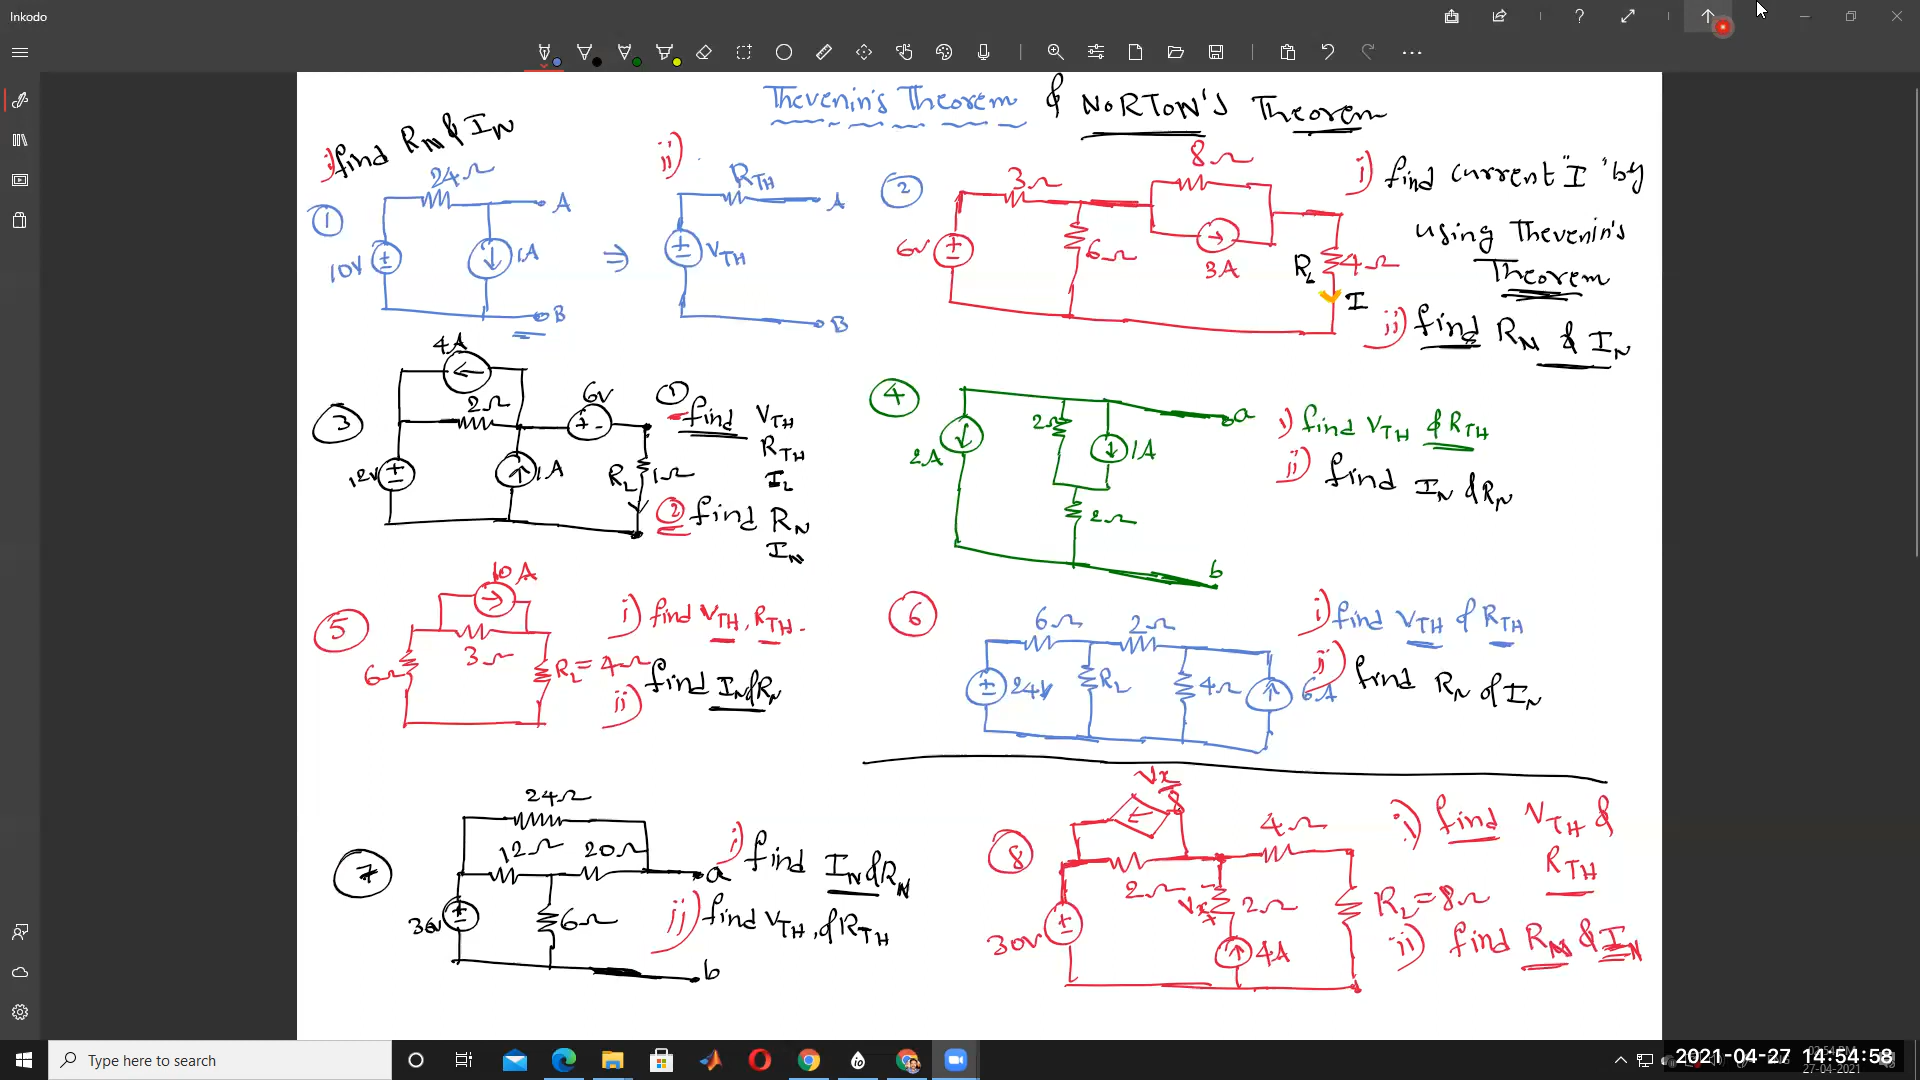 Inkodo
Thevenin's Theorem & NORTON'S Theorem
i) find RN & IN
1
24Ω
10V
1A
A
B
⇒
ii)
RTH
VTH
A
B
2
3Ω
8Ω
6V
6Ω
3A
RL 4Ω
I
i) find current "I" by
using Thevenin's
Theorem
ii) find RN & IN
3
4A
2Ω
6V
12V
1A
RL 1Ω
① find VTH
RTH
IL
② find RN
IN
4
2A
2Ω
1A
2Ω
a
b
i) find VTH & RTH
ii) find IN & RN
5
10A
3Ω
6Ω
RL = 4Ω
i) find VTH, RTH.
ii) find IN & RN
6
6Ω
2Ω
24V
RL
4Ω
6A
i) find VTH & RTH
ii) find RN & IN
7
24Ω
12Ω
20Ω
36V
6Ω
a
b
i) find IN & RN
ii) find VTH, & RTH
8
Vx/8
4Ω
2Ω
Vx
2Ω
30V
4A
RL = 8Ω
i) find VTH &
RTH
ii) find RN & IN
Type here to search
2021-04-27 14:54:58
27-04-2021